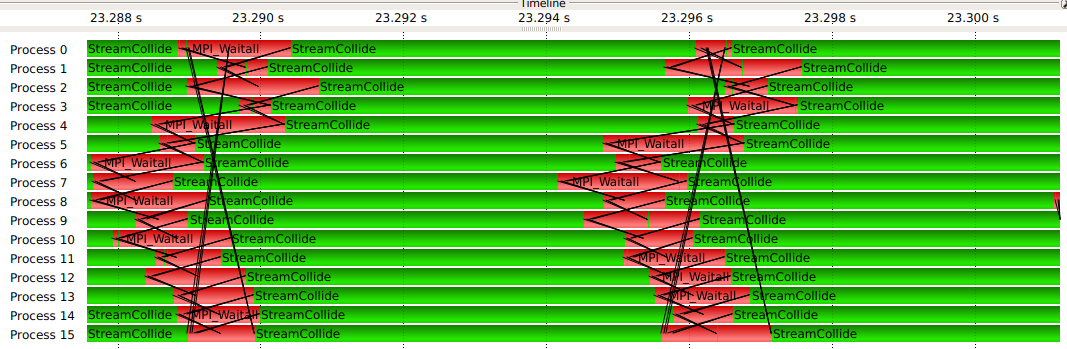 Timeline
23.288 s 23.290 s 23.292 s 23.294 s 23.296 s 23.298 s 23.300 s
Process 0 StreamCollide MPI_Waitall StreamCollide StreamCollide
Process 1 StreamCollide StreamCollide StreamCollide
Process 2 StreamCollide StreamCollide StreamCollide
Process 3 StreamCollide StreamCollide MPI_Waitall StreamCollide
Process 4 MPI_Waitall StreamCollide StreamCollide
Process 5 StreamCollide MPI_Waitall StreamCollide
Process 6 MPI_Waitall StreamCollide StreamCollide
Process 7 StreamCollide MPI_Waitall StreamCollide
Process 8 MPI_Waitall StreamCollide StreamCollide
Process 9 StreamCollide StreamCollide
Process 10 MPI_Waitall StreamCollide StreamCollide
Process 11 StreamCollide MPI_Waitall StreamCollide
Process 12 StreamCollide MPI_Waitall StreamCollide
Process 13 StreamCollide MPI_Waitall StreamCollide
Process 14 StreamCollide MPI_Waitall StreamCollide StreamCollide
Process 15 StreamCollide StreamCollide StreamCollide